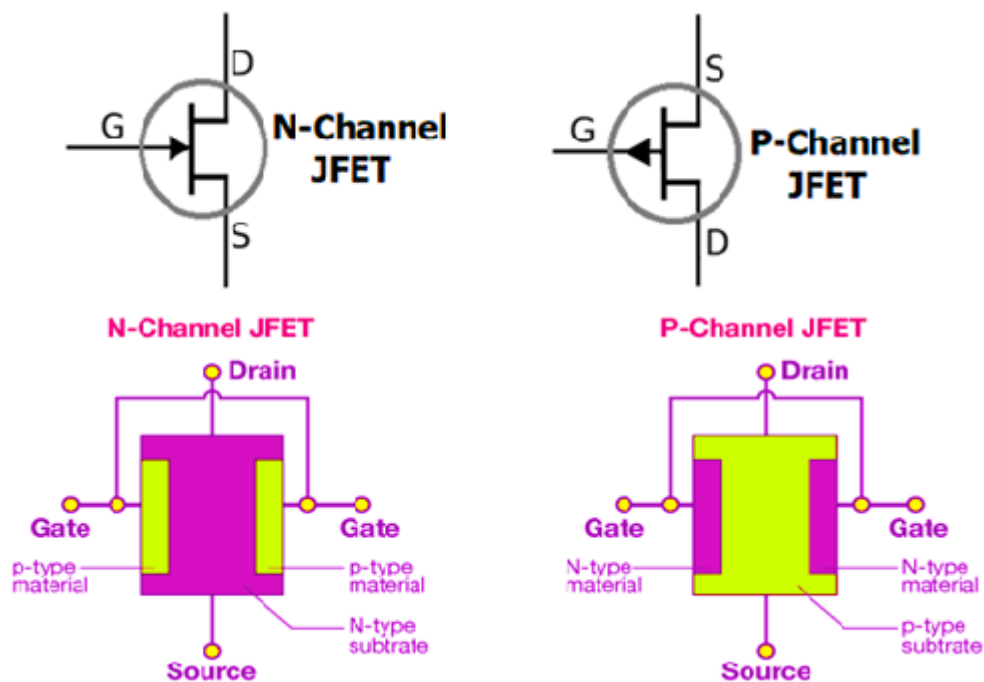 D
G
N-Channel
JFET
S
S
G
P-Channel
JFET
D
N-Channel JFET
Drain
Gate
Gate
p-type
material
p-type
material
N-type
subtrate
Source
P-Channel JFET
Drain
Gate
Gate
N-type
material
N-type
material
p-type
subtrate
Source